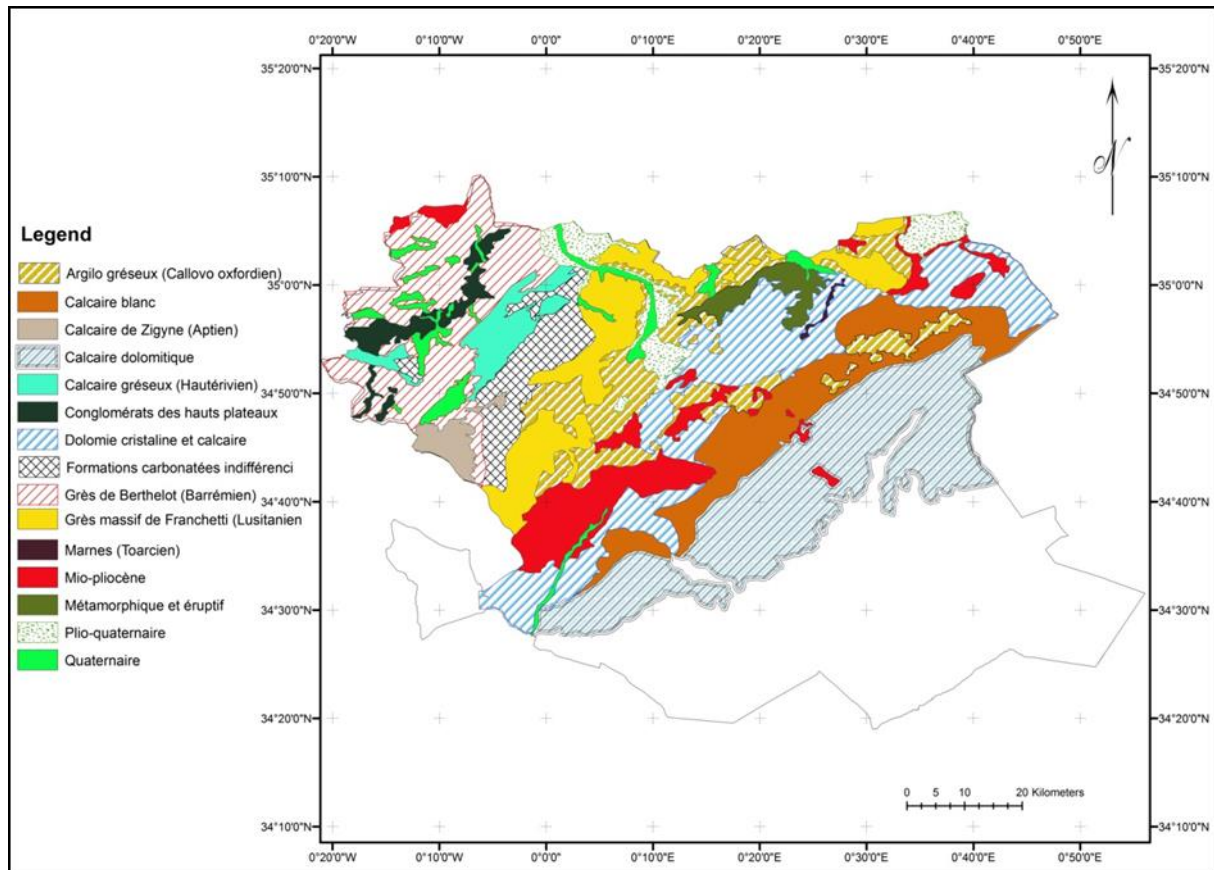 0°20'0"W 0°10'0"W 0°0'0" 0°10'0"E 0°20'0"E 0°30'0"E 0°40'0"E 0°50'0"E
35°20'0"N 35°20'0"N
N
35°10'0"N 35°10'0"N
35°0'0"N 35°0'0"N
34°50'0"N 34°50'0"N
34°40'0"N 34°40'0"N
34°30'0"N 34°30'0"N
34°20'0"N 34°20'0"N
34°10'0"N 34°10'0"N
0°20'0"W 0°10'0"W 0°0'0" 0°10'0"E 0°20'0"E 0°30'0"E 0°40'0"E 0°50'0"E
0 5 10 20 Kilometers
Legend
Argilo gréseux (Callovo oxfordien)
Calcaire blanc
Calcaire de Zigyne (Aptien)
Calcaire dolomitique
Calcaire gréseux (Hautérivien)
Conglomérats des hauts plateaux
Dolomie cristaline et calcaire
Formations carbonatées indifférenci
Grès de Berthelot (Barrémien)
Grès massif de Franchetti (Lusitanien
Marnes (Toarcien)
Mio-pliocène
Métamorphique et éruptif
Plio-quaternaire
Quaternaire